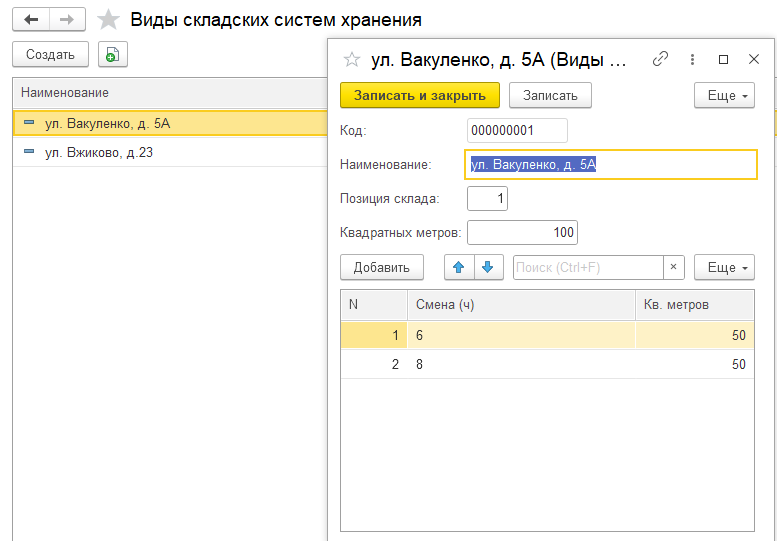 Виды складских систем хранения
Создать
Наименование
ул. Вакуленко, д. 5А
ул. Вжиково, д.23
ул. Вакуленко, д. 5А (Виды ...
Записать и закрыть
Записать
Еще
Код:
000000001
Наименование:
ул. Вакуленко, д. 5А
Позиция склада:
1
Квадратных метров:
100
Добавить
Поиск (Ctrl+F)
×
Еще
N Смена (ч) Кв. метров
1 6 50
2 8 50